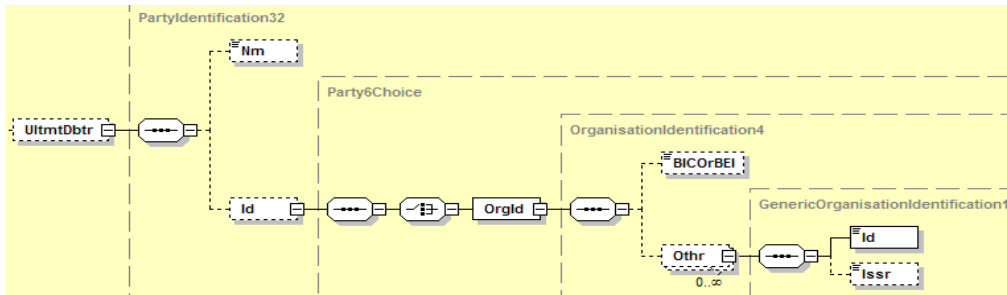 PartyIdentification32
Nm
Party6Choice
UltmtDbtr
OrganisationIdentification4
BICOrBEI
GenericOrganisationIdentification1
Id
OrgId
Id
Othr
Issr
0..∞